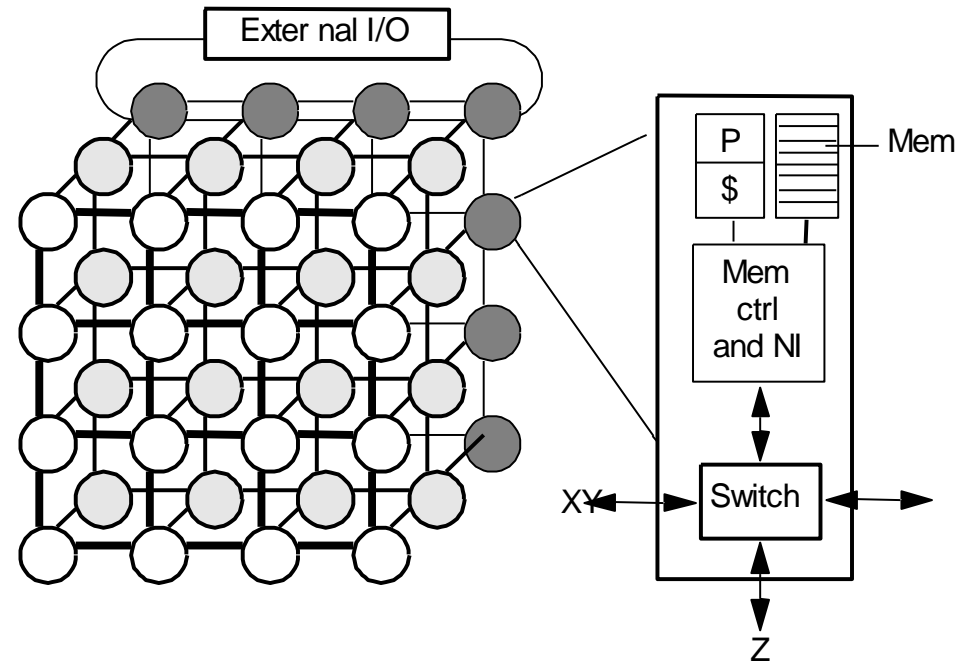 Exter nal I/O
P
Mem
$
Mem
ctrl
and NI
XY
Switch
Z